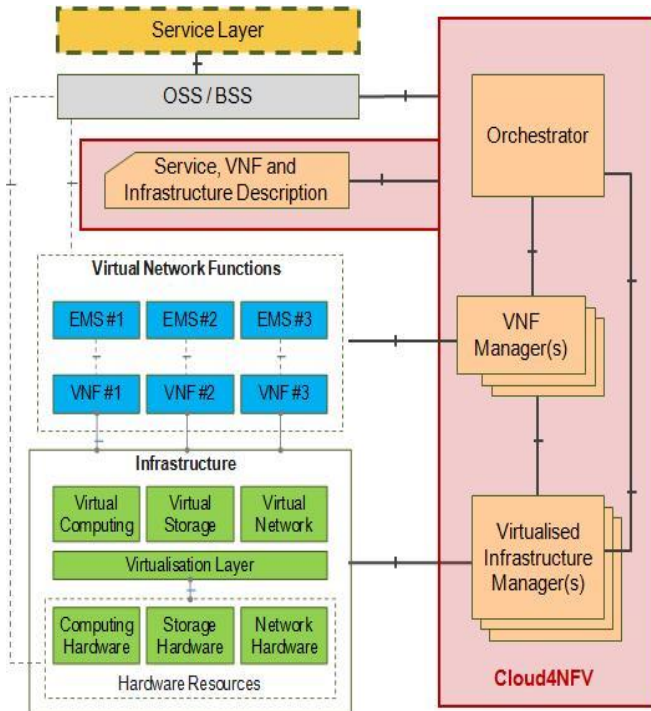 Service Layer
OSS / BSS
Orchestrator
Service, VNF and
Infrastructure Description
Virtual Network Functions
EMS #1
EMS #2
EMS #3
VNF
Manager(s)
VNF #1
VNF #2
VNF #3
Infrastructure
Virtual
Computing
Virtual
Storage
Virtual
Network
Virtualisation Layer
Virtualised
Infrastructure
Manager(s)
Computing
Hardware
Storage
Hardware
Network
Hardware
Hardware Resources
Cloud4NFV